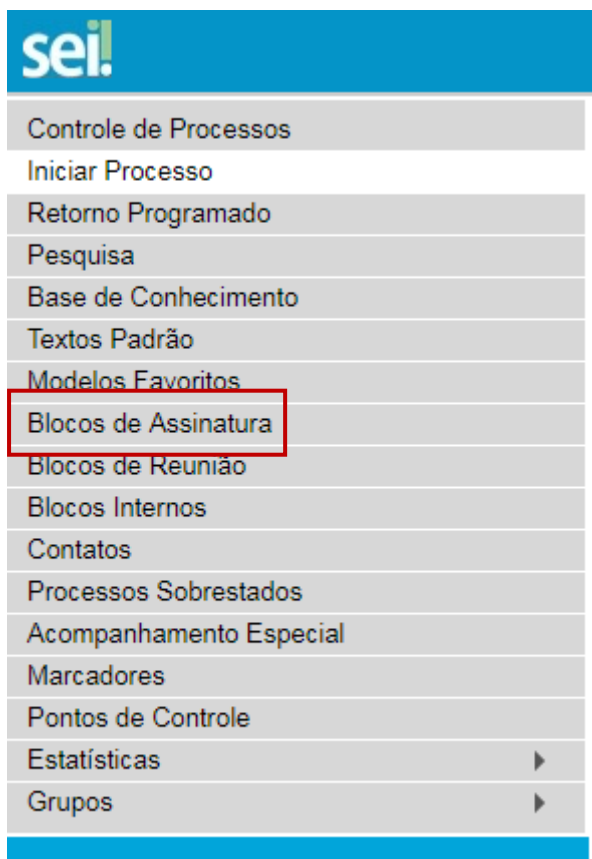 sei!
Controle de Processos
Iniciar Processo
Retorno Programado
Pesquisa
Base de Conhecimento
Textos Padrão
Modelos Favoritos
Blocos de Assinatura
Blocos de Reunião
Blocos Internos
Contatos
Processos Sobrestados
Acompanhamento Especial
Marcadores
Pontos de Controle
Estatísticas
Grupos